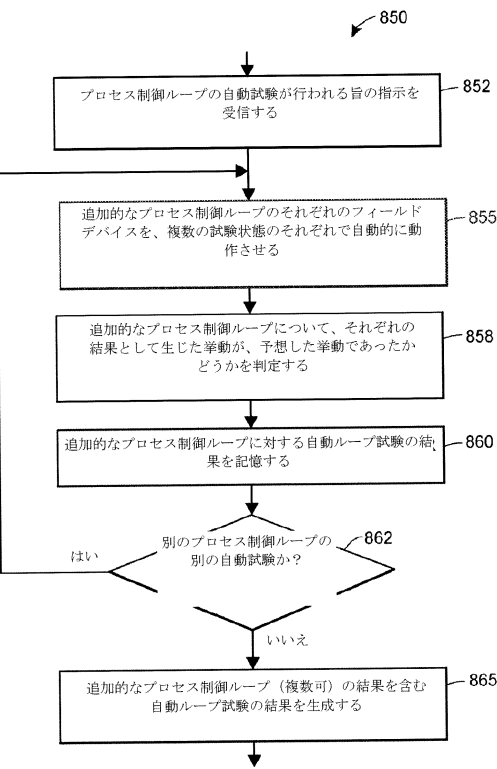 850
プロセス制御ループの自動試験が行われる旨の指示を
受信する
852
追加的なプロセス制御ループのそれぞれのフィールド
デバイスを、複数の試験状態のそれぞれで自動的に動
作させる
855
追加的なプロセス制御ループについて、それぞれの
結果として生じた挙動が、予想した挙動であったか
どうかを判定する
858
追加的なプロセス制御ループに対する自動ループ試験の結
果を記憶する
860
別のプロセス制御ループの
別の自動試験か？
862
はい
いいえ
追加的なプロセス制御ループ（複数可）の結果を含む
自動ループ試験の結果を生成する
865